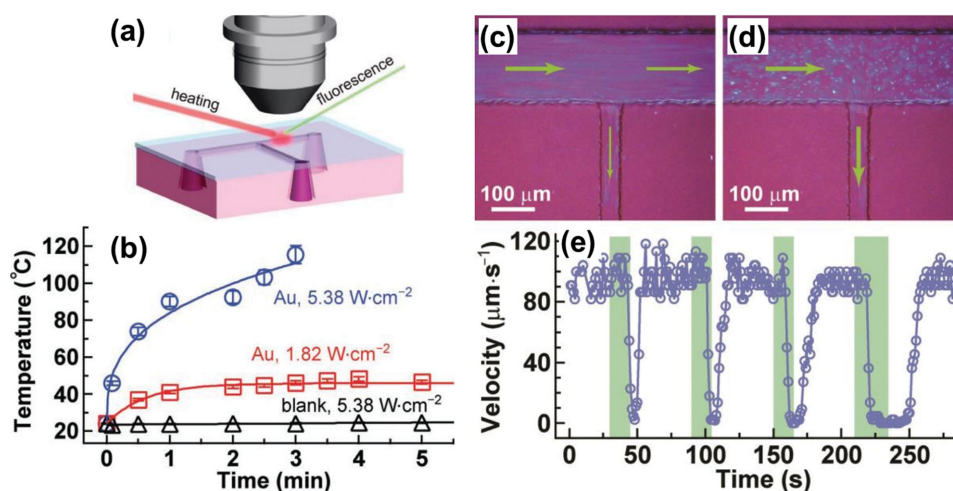 (a)
heating
fluorescence
(b)
Temperature (°C)
120
100
80
60
40
20
Au, 5.38 W·cm⁻²
Au, 1.82 W·cm⁻²
blank, 5.38 W·cm⁻²
0
1
2
3
4
5
Time (min)
(c)
100 μm
(d)
100 μm
(e)
Velocity (μm·s⁻¹)
120
80
40
0
0
50
100
150
200
250
Time (s)